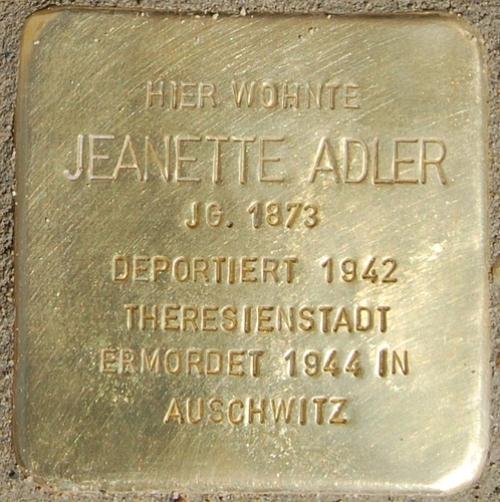 HIER WOHNTE
JEANETTE ADLER
JG. 1873
DEPORTIERT 1942
THERESIENSTADT
ERMORDET 1944 IN
AUSCHWITZ